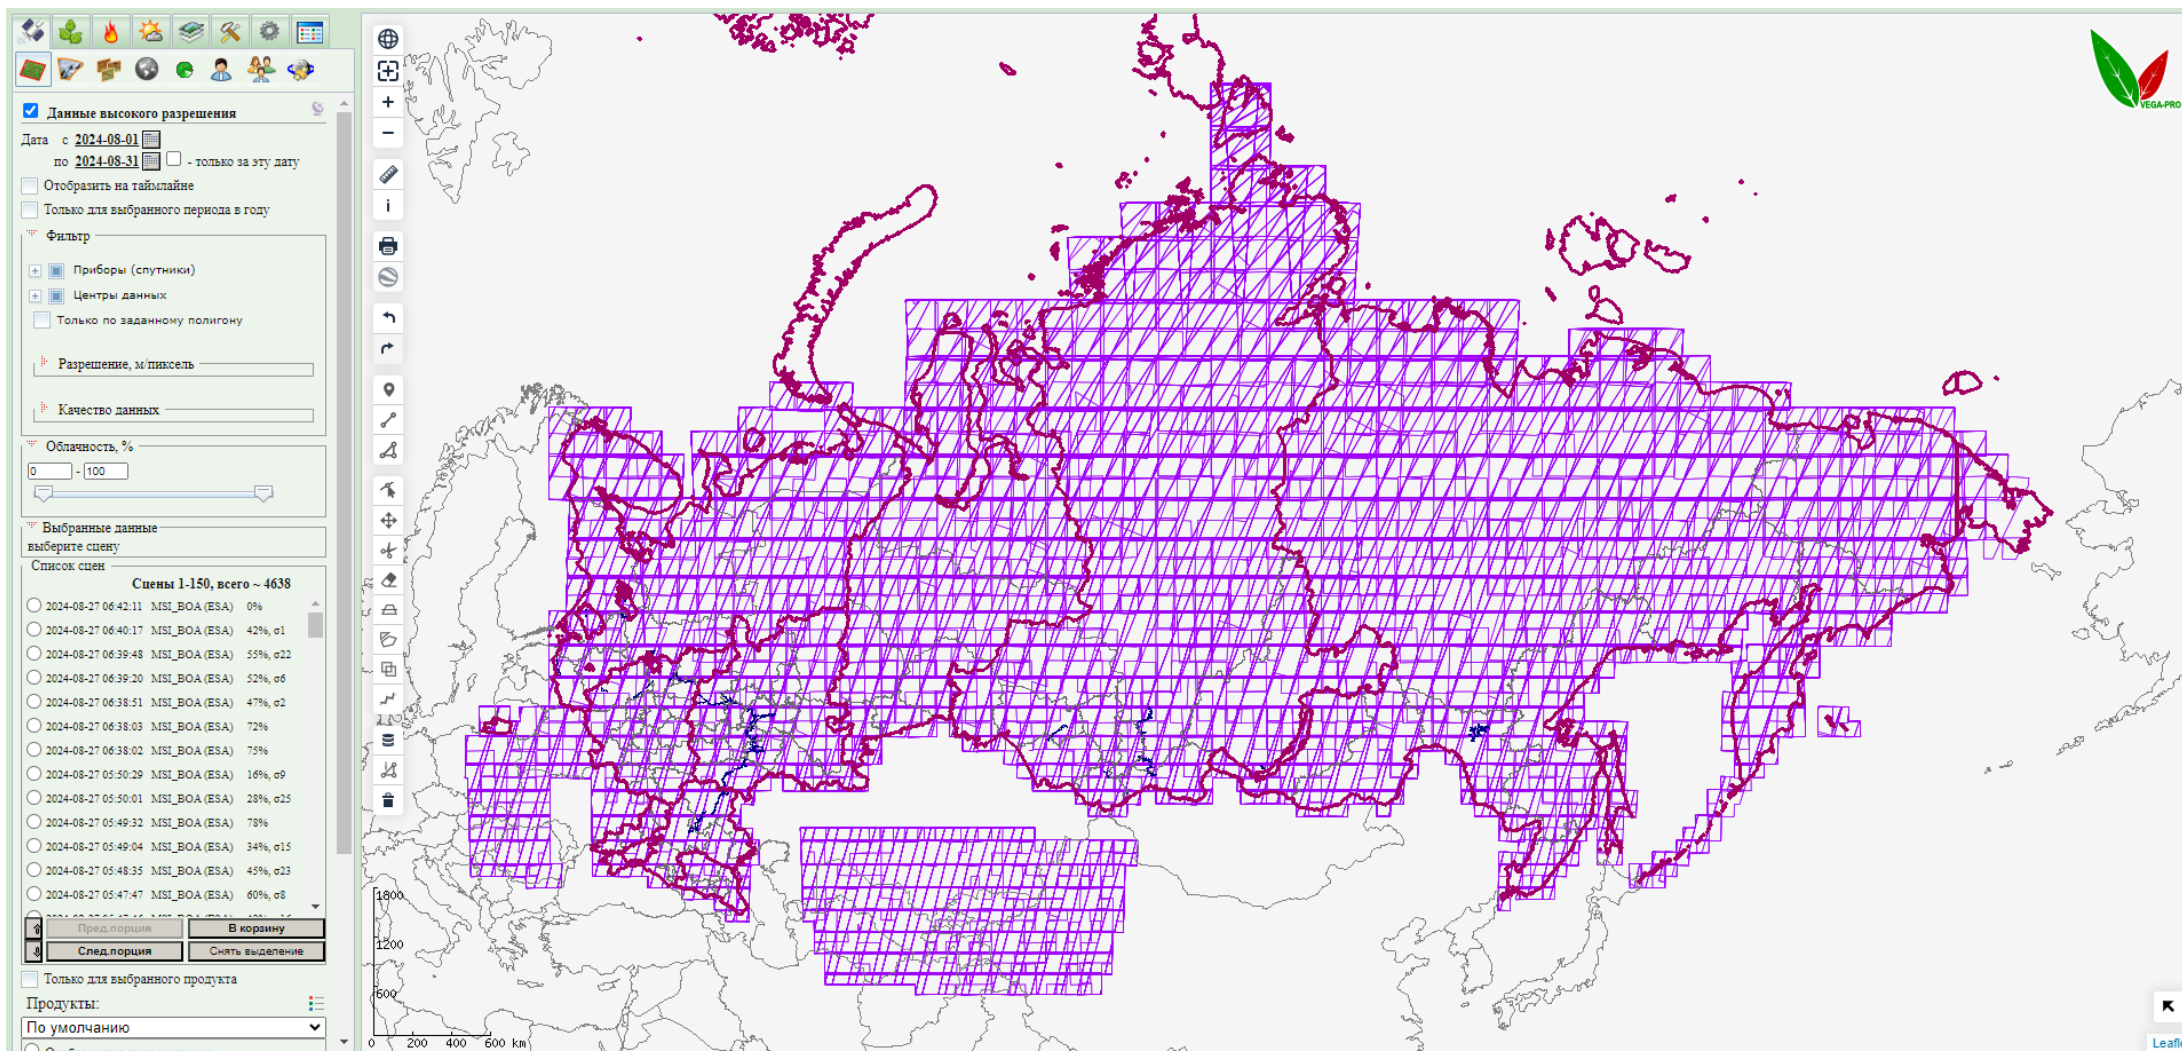 Данные высокого разрешения
Дата с 2024-08-01
по 2024-08-31 - только за эту дату
Отобразить на таймлайне
Только для выбранного периода в году
Фильтр
Приборы (спутники)
Центры данных
Только по заданному полигону
Разрешение, м/пиксель
Качество данных
Облачность, %
0 - 100
Выбранные данные
выберите сцену
Список сцен
Сцены 1-150, всего ~ 4638
2024-08-27 06:42:11 MSI_BOA (ESA) 0%
2024-08-27 06:40:17 MSI_BOA (ESA) 42%, σ1
2024-08-27 06:39:48 MSI_BOA (ESA) 55%, σ22
2024-08-27 06:39:20 MSI_BOA (ESA) 52%, σ6
2024-08-27 06:38:51 MSI_BOA (ESA) 47%, σ2
2024-08-27 06:38:03 MSI_BOA (ESA) 72%
2024-08-27 06:38:02 MSI_BOA (ESA) 75%
2024-08-27 05:50:29 MSI_BOA (ESA) 16%, σ9
2024-08-27 05:50:01 MSI_BOA (ESA) 28%, σ25
2024-08-27 05:49:32 MSI_BOA (ESA) 78%
2024-08-27 05:49:04 MSI_BOA (ESA) 34%, σ15
2024-08-27 05:48:35 MSI_BOA (ESA) 45%, σ23
2024-08-27 05:47:47 MSI_BOA (ESA) 60%, σ8
Пред.порция В корзину
След.порция Снять выделение
Только для выбранного продукта
Продукты:
По умолчанию
VEGA-PRO
1800
1200
600
0 200 400 600 km
Leafl